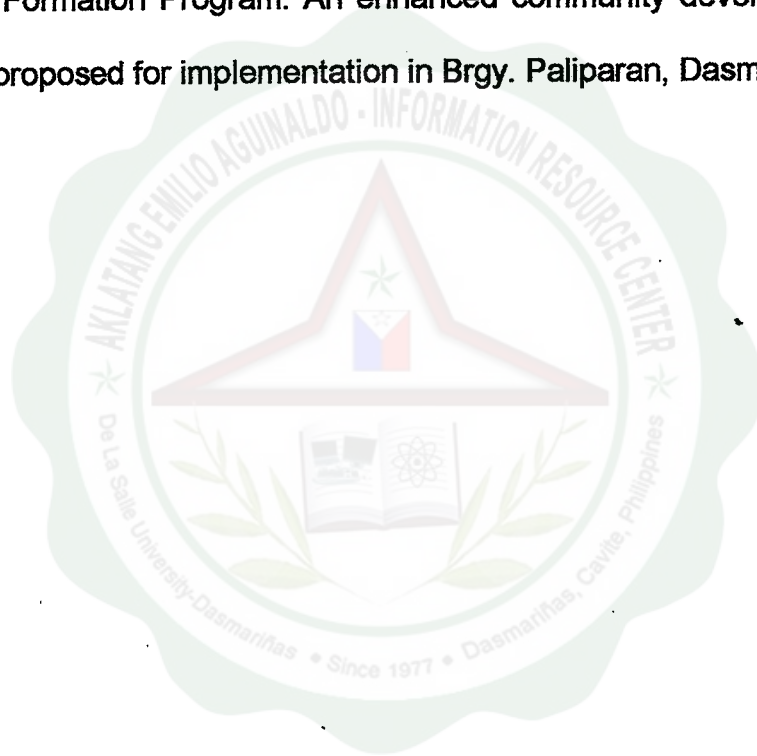 Formation Program. An enhanced community
proposed for implementation in Brgy. Paliparan,
AKLATANG EMILIO AGUINALDO - INFORMATION RESOURCE CENTER
De La Salle University-Dasmariñas • Since 1977 • Dasmariñas, Cavite, Philippines